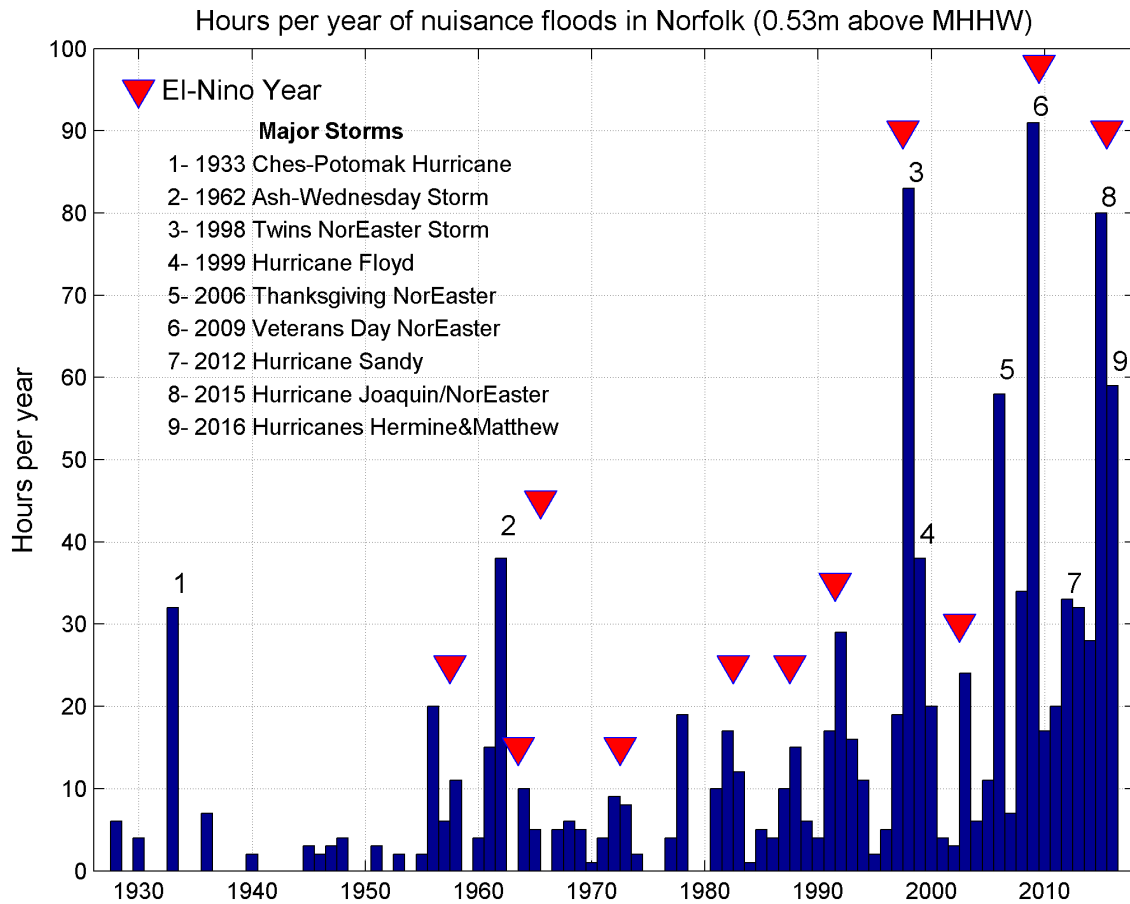 Hours per year of nuisance floods in Norfolk (0.53m above MHHW)
El-Nino Year
Major Storms
1- 1933 Ches-Potomak Hurricane
2- 1962 Ash-Wednesday Storm
3- 1998 Twins NorEaster Storm
4- 1999 Hurricane Floyd
5- 2006 Thanksgiving NorEaster
6- 2009 Veterans Day NorEaster
7- 2012 Hurricane Sandy
8- 2015 Hurricane Joaquin/NorEaster
9- 2016 Hurricanes Hermine&Matthew
Hours per year
100
90
80
70
60
50
40
30
20
10
0
1
2
3
4
5
6
7
8
9
1930 1940 1950 1960 1970 1980 1990 2000 2010